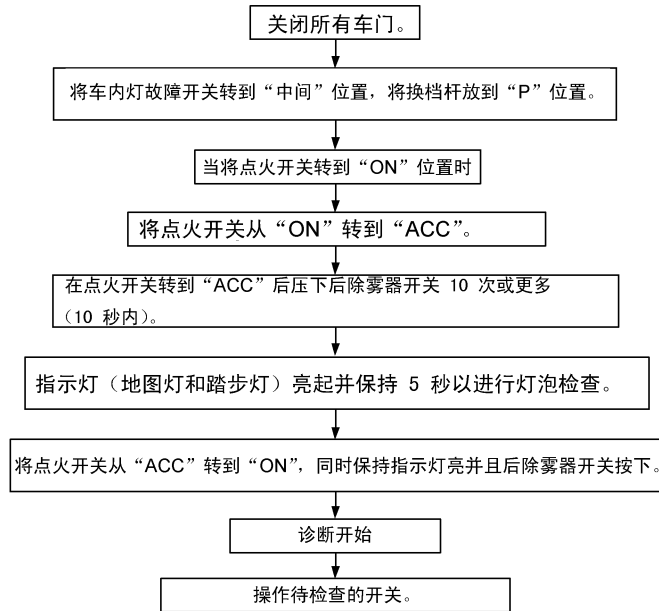 关闭所有车门。
将车内灯故障开关转到“中间”位置，将换档杆放到“P”位置。
当将点火开关转到“ON”位置时
将点火开关从“ON”转到“ACC”。
在点火开关转到“ACC”后压下后除雾器开关 10 次或更多
（10 秒内）。
指示灯（地图灯和踏步灯）亮起并保持 5 秒以进行灯泡检查。
将点火开关从“ACC”转到“ON”，同时保持指示灯亮并且后除雾器开关按下。
诊断开始
操作待检查的开关。